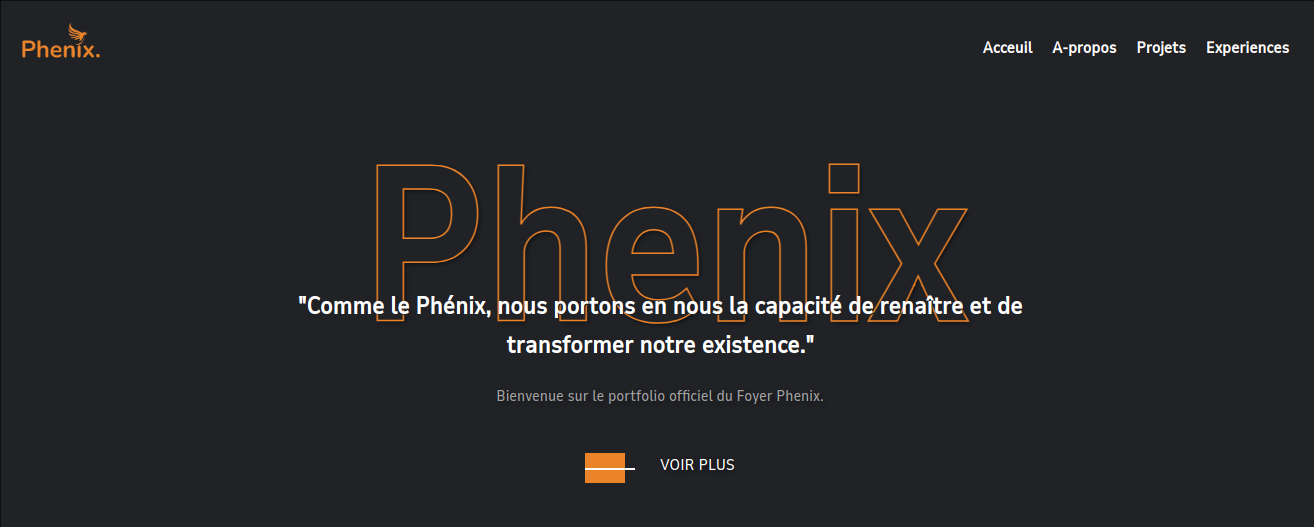 Phenix.
Acceuil A-propos Projets Experiences
Phenix
"Comme le Phénix, nous portons en nous la capacité de renaître et de
transformer notre existence."
Bienvenue sur le portfolio officiel du Foyer Phenix.
VOIR PLUS